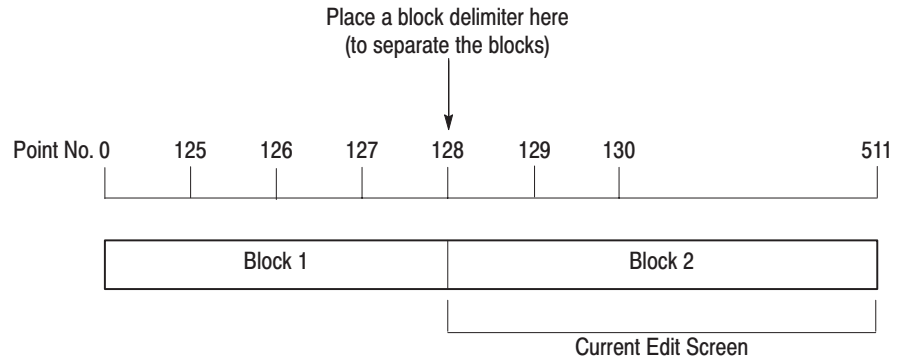 Place a block delimiter here
(to separate the blocks)
Point No. 0 125 126 127 128 129 130 511
Block 1 Block 2
Current Edit Screen